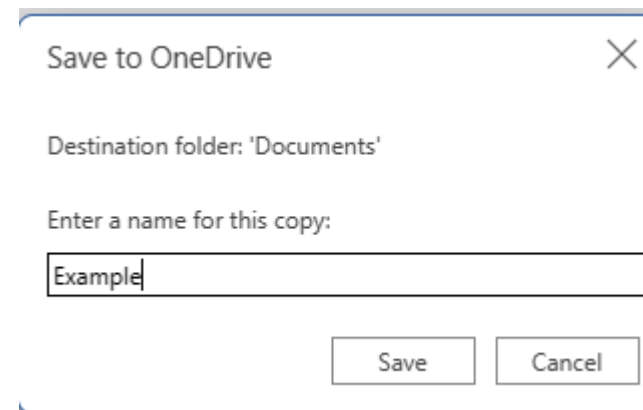 Save to OneDrive
Destination folder: 'Documents'
Enter a name for this copy:
Example
Save Cancel